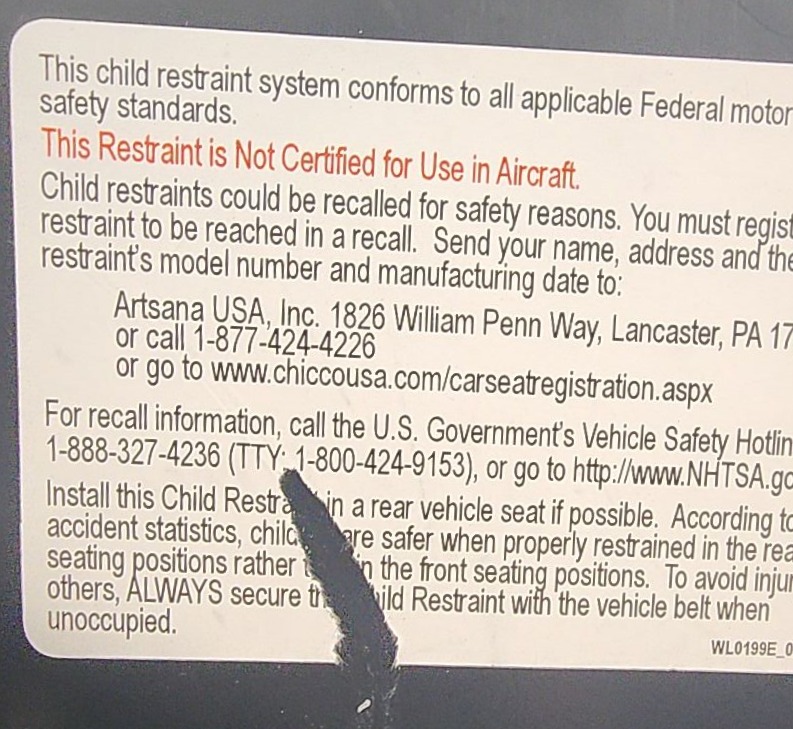 This child restraint system conforms to all applicable Federal motor
safety standards.
This Restraint is Not Certified for Use in Aircraft.
Child restraints could be recalled for safety reasons. You must regist
restraint to be reached in a recall. Send your name, address and the
restraint's model number and manufacturing date to:
Artsana USA, Inc. 1826 William Penn Way, Lancaster, PA 17
or call 1-877-424-4226
or go to www.chiccousa.com/carseatregistration.aspx
For recall information, call the U.S. Government's Vehicle Safety Hotlin
1-888-327-4236 (TTY: 1-800-424-9153), or go to http://www.NHTSA.go
Install this Child Restra in a rear vehicle seat if possible. According to
accident statistics, child are safer when properly restrained in the rea
seating positions rather in the front seating positions. To avoid injur
others, ALWAYS secure th ild Restraint with the vehicle belt when
unoccupied.
WL0199E_0